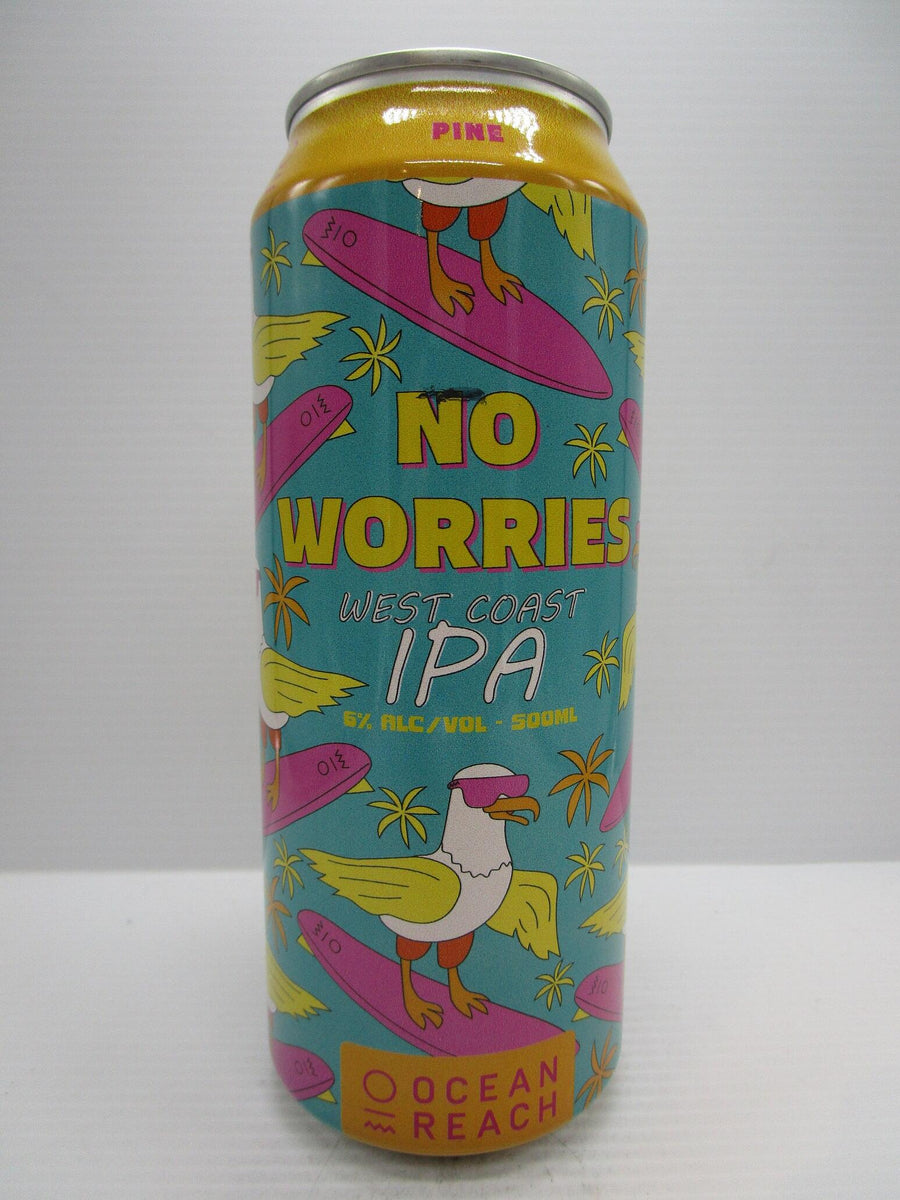 PINE
NO
WORRIES
WEST COAST
IPA
6% ALC/VOL - 500ML
OCEAN
REACH